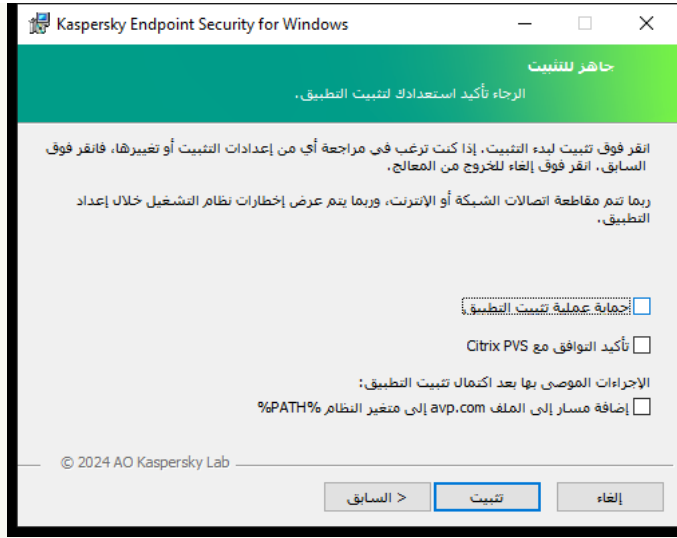 Kaspersky Endpoint Security for Windows
جاهز للتثبيت
الرجاء تأكيد استعدادك لتثبيت التطبيق.
انقر فوق تثبيت لبدء التثبيت. إذا كنت ترغب في مراجعة أي من إعدادات التثبيت أو تغييرها، فانقر فوق
السابق. انقر فوق إلغاء للخروج من المعالج.
ربما تتم مقاطعة اتصالات الشبكة أو الإنترنت، وربما يتم عرض إخطارات نظام التشغيل خلال إعداد
التطبيق.
حماية عملية تثبيت التطبيق
تأكيد التوافق مع Citrix PVS
الإجراءات الموصى بها بعد اكتمال تثبيت التطبيق:
إضافة مسار إلى الملف avp.com إلى متغير النظام %PATH%
© 2024 AO Kaspersky Lab
إلغاء
تثبيت
< السابق